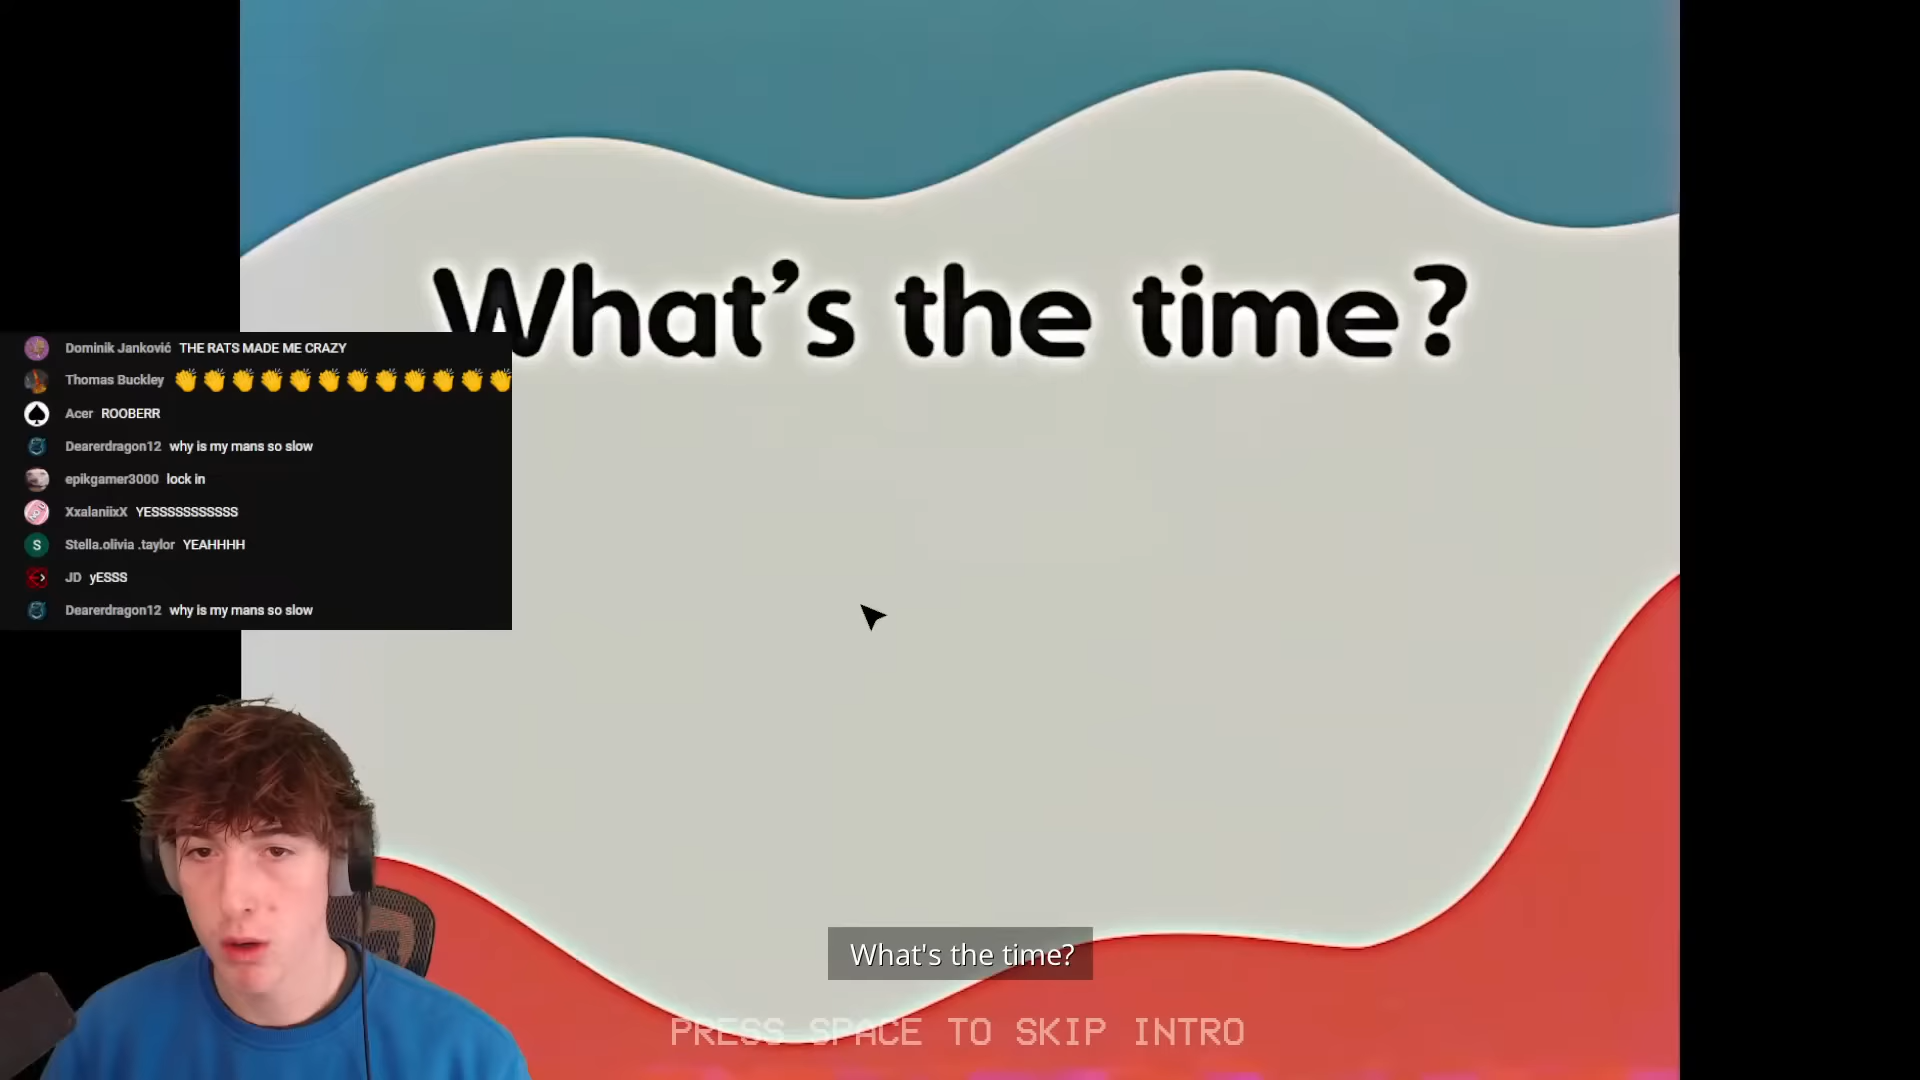 What's the time?
Dominik Janković THE RATS MADE ME CRAZY
Thomas Buckley 👏👏👏👏👏👏👏👏👏👏👏👏
Acer ROOBERR
Dearerdragon12 why is my mans so slow
epikgamer3000 lock in
XxalaniixX YESSSSSSSSSSS
S Stella.olivia .taylor YEAHHHH
JD yESSS
Dearerdragon12 why is my mans so slow
What's the time?
PRESS SPACE TO SKIP INTRO